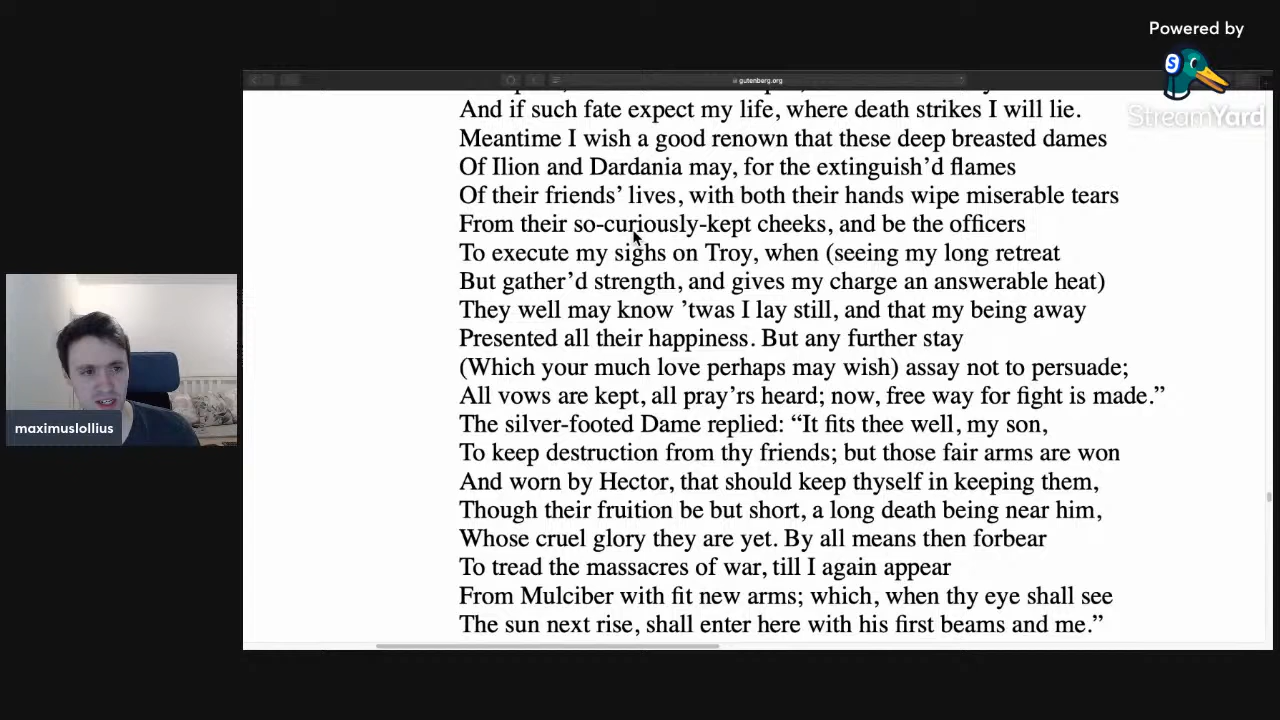 Powered by
S
StreamYard
gutenberg.org
And if such fate expect my life, where death strikes I will lie.
Meantime I wish a good renown that these deep breasted dames
Of Ilion and Dardania may, for the extinguish’d flames
Of their friends’ lives, with both their hands wipe miserable tears
From their so-curiously-kept cheeks, and be the officers
To execute my sighs on Troy, when (seeing my long retreat
But gather’d strength, and gives my charge an answerable heat)
They well may know ’twas I lay still, and that my being away
Presented all their happiness. But any further stay
(Which your much love perhaps may wish) assay not to persuade;
All vows are kept, all pray’rs heard; now, free way for fight is made.”
The silver-footed Dame replied: “It fits thee well, my son,
To keep destruction from thy friends; but those fair arms are won
And worn by Hector, that should keep thyself in keeping them,
Though their fruition be but short, a long death being near him,
Whose cruel glory they are yet. By all means then forbear
To tread the massacres of war, till I again appear
From Mulciber with fit new arms; which, when thy eye shall see
The sun next rise, shall enter here with his first beams and me.”
maximuslollius